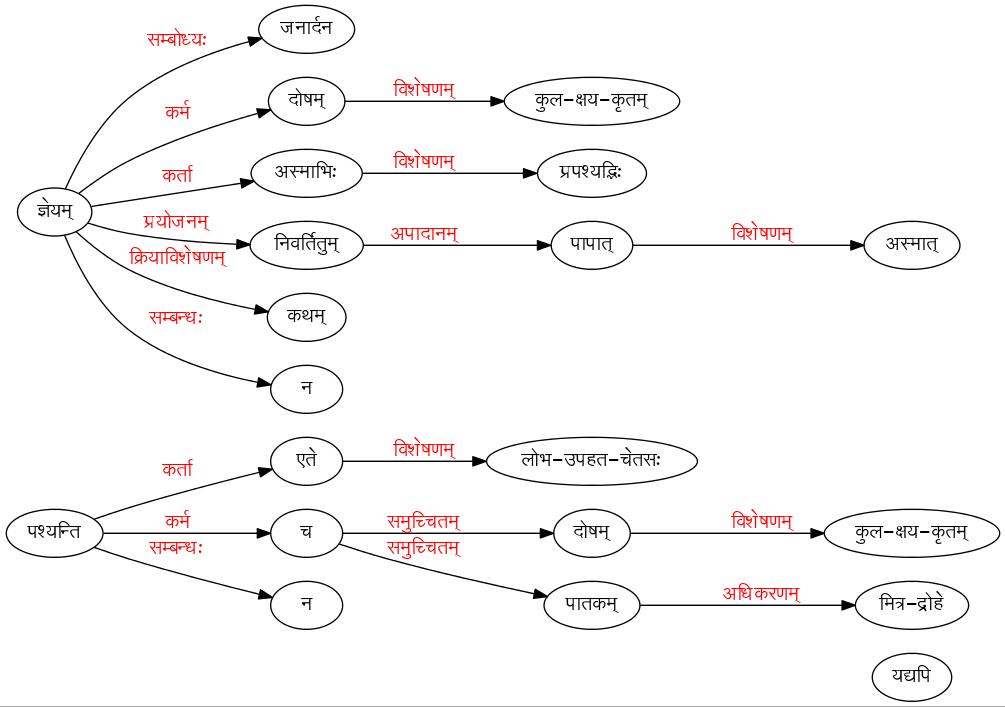 जनार्दन
सम्बोध्यः
दोषम् विशेषणम् कुल-क्षय-कृतम्
कर्म
अस्माभिः विशेषणम् प्रपश्यद्भिः
कर्ता
ज्ञेयम्
प्रयोजनम्
निवर्तितुम् अपादानम् पापात् विशेषणम् अस्मात्
क्रियाविशेषणम्
कथम्
सम्बन्धः
न
एते विशेषणम् लोभ-उपहत-चेतसः
कर्ता
पश्यन्ति कर्म च समुच्चितम् दोषम् विशेषणम् कुल-क्षय-कृतम्
सम्बन्धः समुच्चितम्
न पातकम् अधिकरणम् मित्र-द्रोहे
यद्यपि